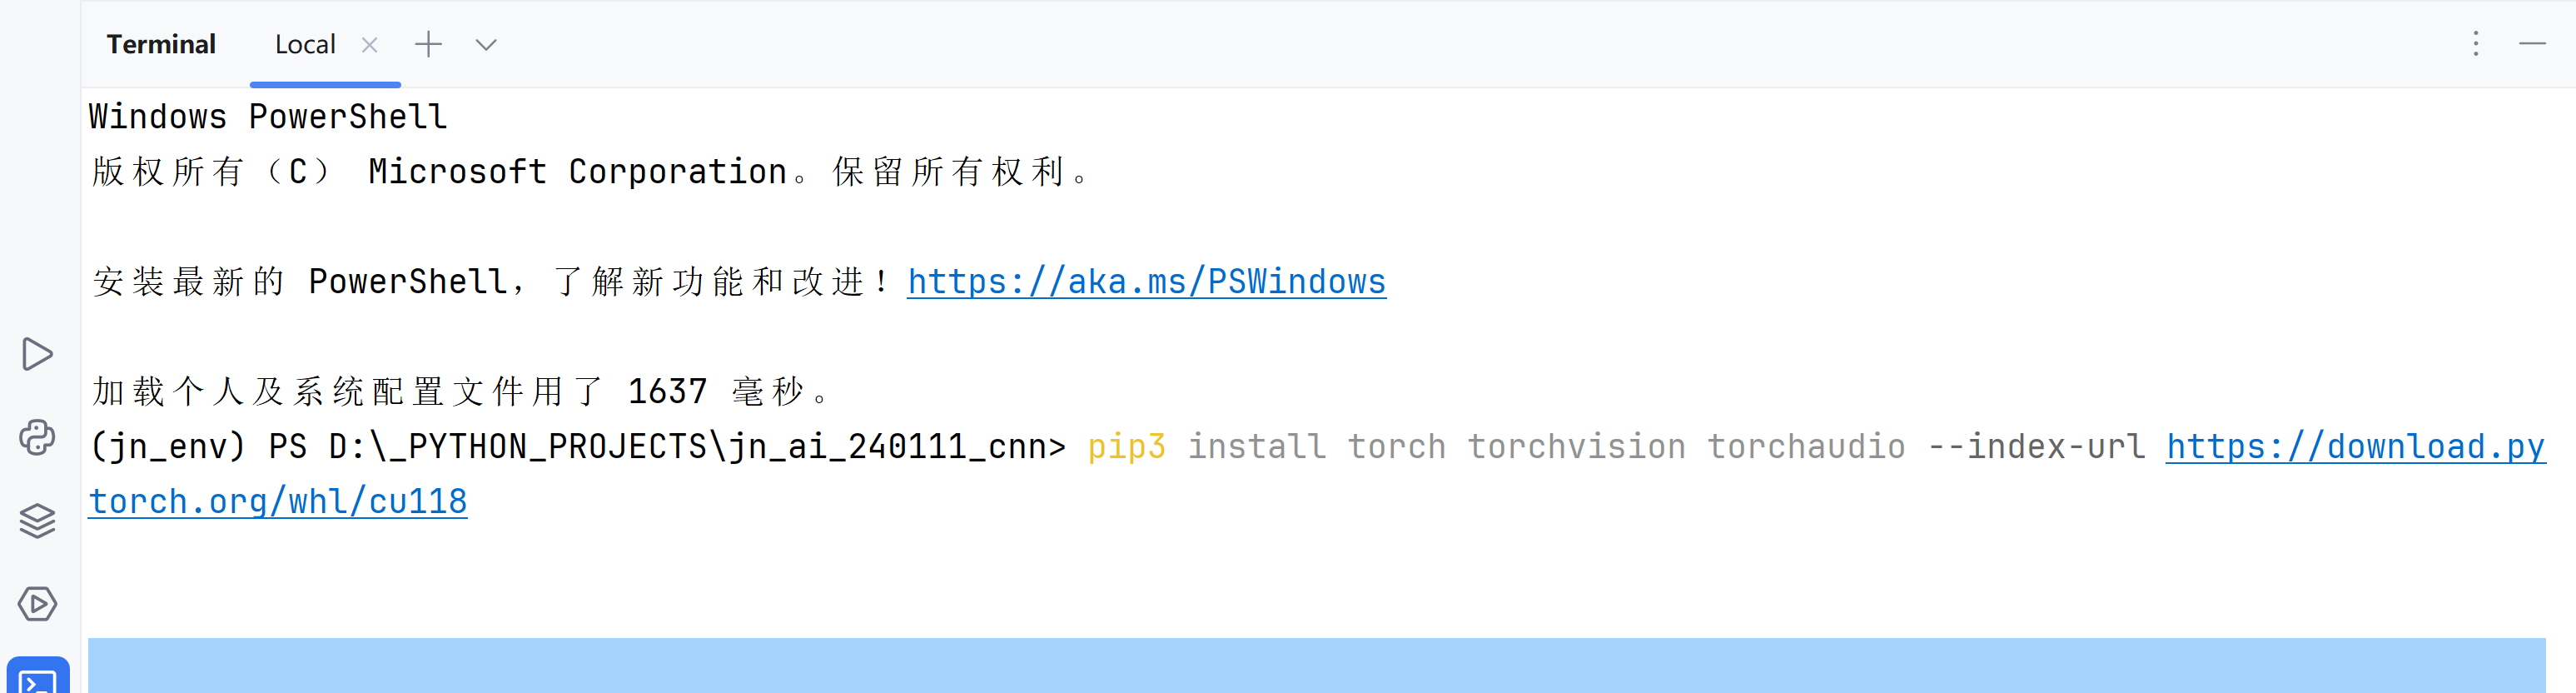 Terminal Local
Windows PowerShell
版权所有（C） Microsoft Corporation。保留所有权利。
安装最新的 PowerShell，了解新功能和改进！https://aka.ms/PSWindows
加载个人及系统配置文件用了 1637 毫秒。
(jn_env) PS D:\_PYTHON_PROJECTS\jn_ai_240111_cnn> pip3 install torch torchvision torchaudio --index-url https://download.py
torch.org/whl/cu118